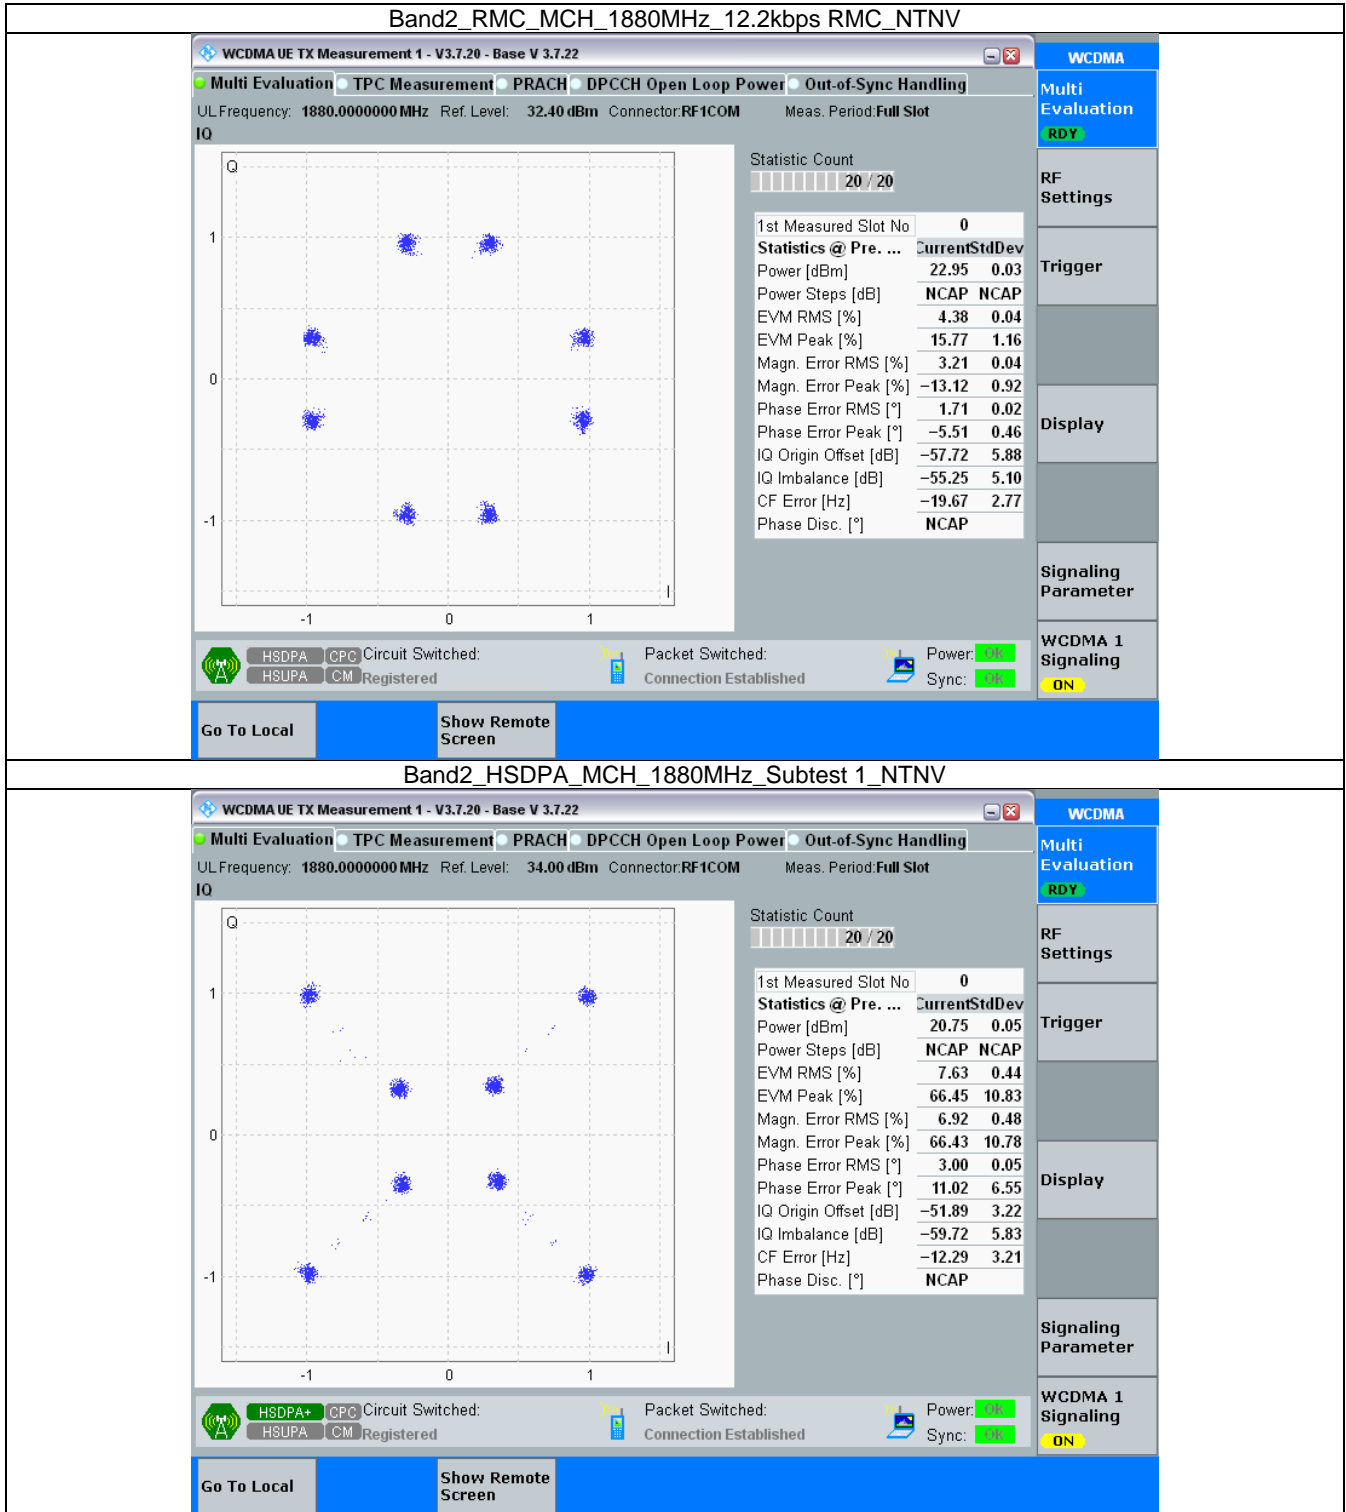 Band2_RMC_MCH_1880MHz_12.2kbps RMC_NTNV
WCDMA UE TX Measurement 1 - V3.7.20 - Base V 3.7.22
WCDMA
Multi Evaluation TPC Measurement PRACH DPCCH Open Loop Power Out-of-Sync Handling
Multi
Evaluation
RDY
UL Frequency: 1880.0000000 MHz Ref. Level: 32.40 dBm Connector:RF1COM Meas. Period:Full Slot
IQ
Q
1
0
-1
-1 0 1
I
Statistic Count
20 / 20
1st Measured Slot No 0
Statistics @ Pre. ... CurrentStdDev
Power [dBm] 22.95 0.03
Power Steps [dB] NCAP NCAP
EVM RMS [%] 4.38 0.04
EVM Peak [%] 15.77 1.16
Magn. Error RMS [%] 3.21 0.04
Magn. Error Peak [%] −13.12 0.92
Phase Error RMS [°] 1.71 0.02
Phase Error Peak [°] −5.51 0.46
IQ Origin Offset [dB] −57.72 5.88
IQ Imbalance [dB] −55.25 5.10
CF Error [Hz] −19.67 2.77
Phase Disc. [°] NCAP
RF
Settings
Trigger
Display
Signaling
Parameter
WCDMA 1
Signaling
ON
HSDPA CPC Circuit Switched: Packet Switched: Power: Ok
HSUPA CM Registered Connection Established Sync: Ok
Go To Local
Show Remote
Screen
Band2_HSDPA_MCH_1880MHz_Subtest 1_NTNV
WCDMA UE TX Measurement 1 - V3.7.20 - Base V 3.7.22
WCDMA
Multi Evaluation TPC Measurement PRACH DPCCH Open Loop Power Out-of-Sync Handling
Multi
Evaluation
RDY
UL Frequency: 1880.0000000 MHz Ref. Level: 34.00 dBm Connector:RF1COM Meas. Period:Full Slot
IQ
Q
1
0
-1
-1 0 1
I
Statistic Count
20 / 20
1st Measured Slot No 0
Statistics @ Pre. ... CurrentStdDev
Power [dBm] 20.75 0.05
Power Steps [dB] NCAP NCAP
EVM RMS [%] 7.63 0.44
EVM Peak [%] 66.45 10.83
Magn. Error RMS [%] 6.92 0.48
Magn. Error Peak [%] 66.43 10.78
Phase Error RMS [°] 3.00 0.05
Phase Error Peak [°] 11.02 6.55
IQ Origin Offset [dB] −51.89 3.22
IQ Imbalance [dB] −59.72 5.83
CF Error [Hz] −12.29 3.21
Phase Disc. [°] NCAP
RF
Settings
Trigger
Display
Signaling
Parameter
WCDMA 1
Signaling
ON
HSDPA+ CPC Circuit Switched: Packet Switched: Power: Ok
HSUPA CM Registered Connection Established Sync: Ok
Go To Local
Show Remote
Screen